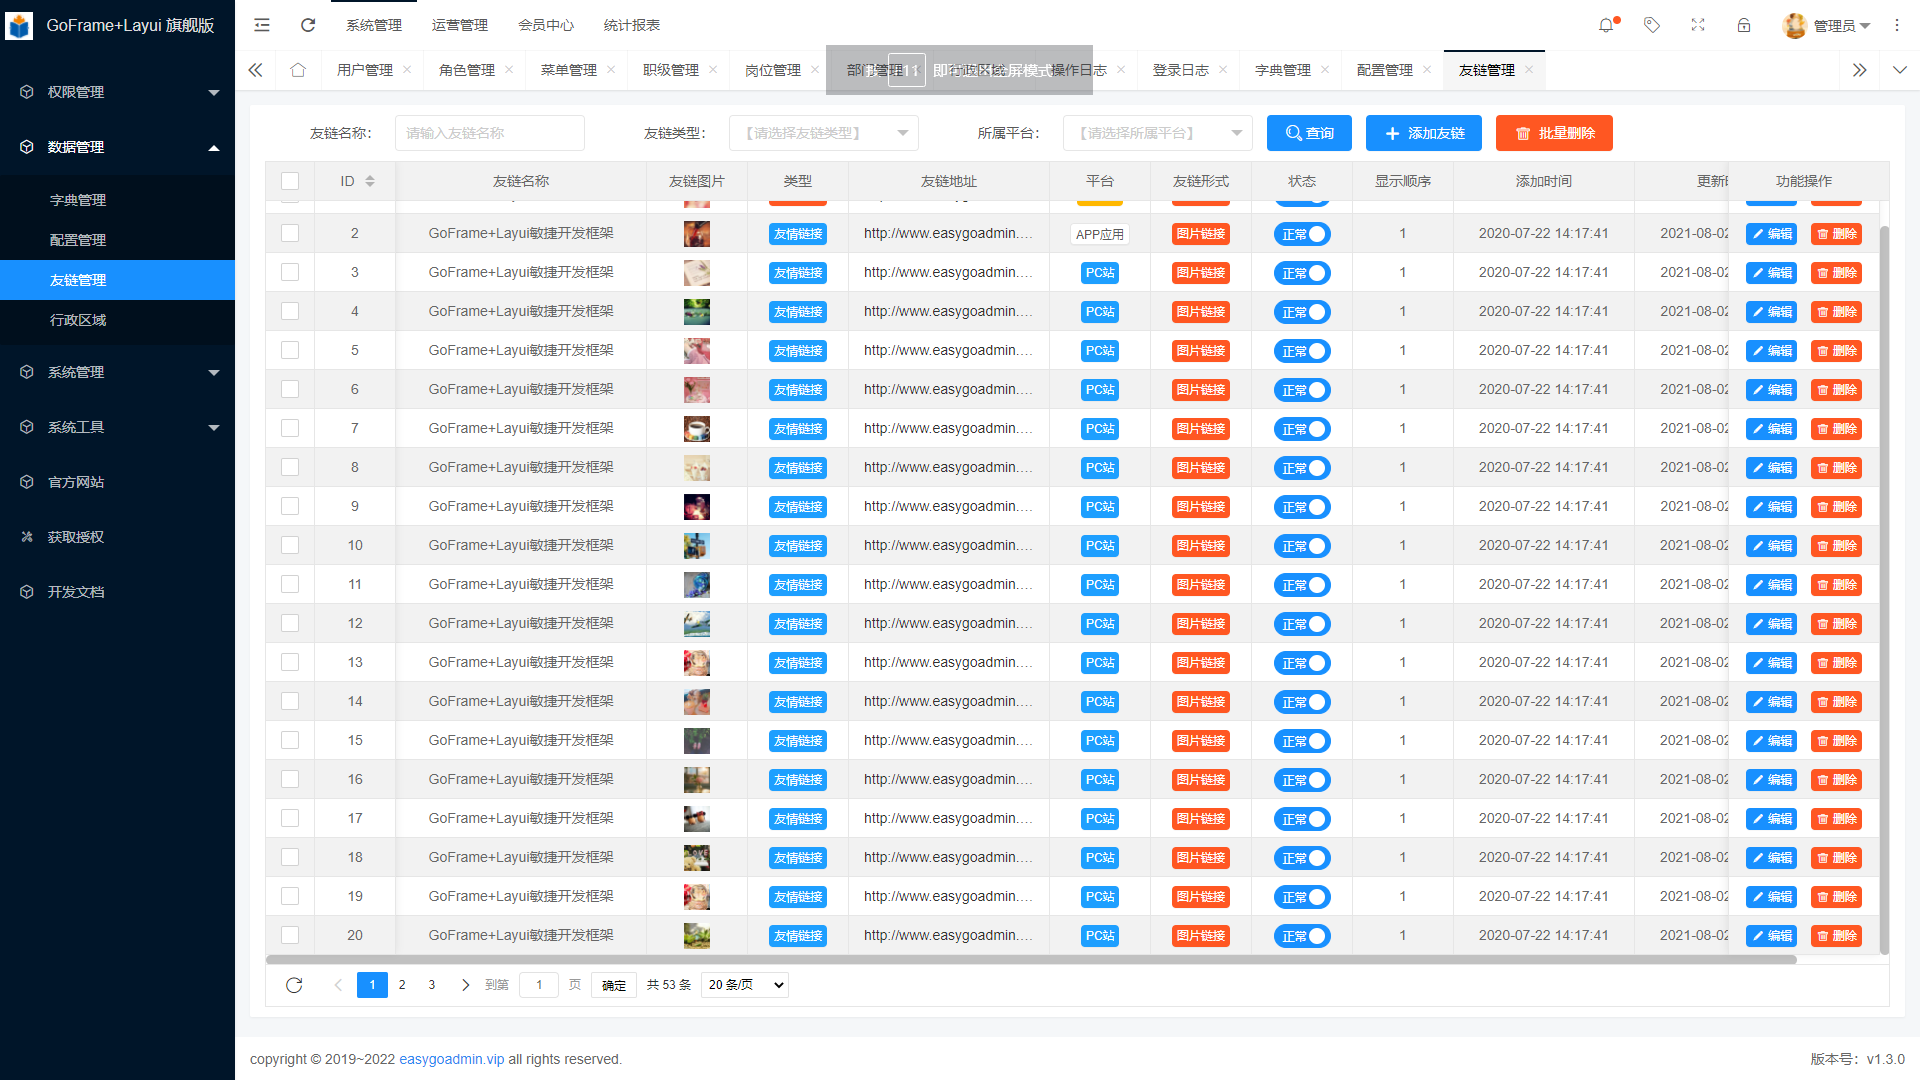 GoFrame+Layui 旗舰版
系统管理 运营管理 会员中心 统计报表 管理员
用户管理 角色管理 菜单管理 职级管理 岗位管理 部门管理 行政区域 操作日志 登录日志 字典管理 配置管理 友链管理
权限管理
数据管理
字典管理
配置管理
友链管理
行政区域
系统管理
系统工具
官方网站
获取授权
开发文档
友链名称： 请输入友链名称 友链类型： 【请选择友链类型】 所属平台： 【请选择所属平台】 查询 添加友链 批量删除
ID 友链名称 友链图片 类型 友链地址 平台 友链形式 状态 显示顺序 添加时间 更新时 功能操作
2 GoFrame+Layui敏捷开发框架 友情链接 http://www.easygoadmin.... APP应用 图片链接 正常 1 2020-07-22 14:17:41 2021-08-02 编辑 删除
3 GoFrame+Layui敏捷开发框架 友情链接 http://www.easygoadmin.... PC站 图片链接 正常 1 2020-07-22 14:17:41 2021-08-02 编辑 删除
4 GoFrame+Layui敏捷开发框架 友情链接 http://www.easygoadmin.... PC站 图片链接 正常 1 2020-07-22 14:17:41 2021-08-02 编辑 删除
5 GoFrame+Layui敏捷开发框架 友情链接 http://www.easygoadmin.... PC站 图片链接 正常 1 2020-07-22 14:17:41 2021-08-02 编辑 删除
6 GoFrame+Layui敏捷开发框架 友情链接 http://www.easygoadmin.... PC站 图片链接 正常 1 2020-07-22 14:17:41 2021-08-02 编辑 删除
7 GoFrame+Layui敏捷开发框架 友情链接 http://www.easygoadmin.... PC站 图片链接 正常 1 2020-07-22 14:17:41 2021-08-02 编辑 删除
8 GoFrame+Layui敏捷开发框架 友情链接 http://www.easygoadmin.... PC站 图片链接 正常 1 2020-07-22 14:17:41 2021-08-02 编辑 删除
9 GoFrame+Layui敏捷开发框架 友情链接 http://www.easygoadmin.... PC站 图片链接 正常 1 2020-07-22 14:17:41 2021-08-02 编辑 删除
10 GoFrame+Layui敏捷开发框架 友情链接 http://www.easygoadmin.... PC站 图片链接 正常 1 2020-07-22 14:17:41 2021-08-02 编辑 删除
11 GoFrame+Layui敏捷开发框架 友情链接 http://www.easygoadmin.... PC站 图片链接 正常 1 2020-07-22 14:17:41 2021-08-02 编辑 删除
12 GoFrame+Layui敏捷开发框架 友情链接 http://www.easygoadmin.... PC站 图片链接 正常 1 2020-07-22 14:17:41 2021-08-02 编辑 删除
13 GoFrame+Layui敏捷开发框架 友情链接 http://www.easygoadmin.... PC站 图片链接 正常 1 2020-07-22 14:17:41 2021-08-02 编辑 删除
14 GoFrame+Layui敏捷开发框架 友情链接 http://www.easygoadmin.... PC站 图片链接 正常 1 2020-07-22 14:17:41 2021-08-02 编辑 删除
15 GoFrame+Layui敏捷开发框架 友情链接 http://www.easygoadmin.... PC站 图片链接 正常 1 2020-07-22 14:17:41 2021-08-02 编辑 删除
16 GoFrame+Layui敏捷开发框架 友情链接 http://www.easygoadmin.... PC站 图片链接 正常 1 2020-07-22 14:17:41 2021-08-02 编辑 删除
17 GoFrame+Layui敏捷开发框架 友情链接 http://www.easygoadmin.... PC站 图片链接 正常 1 2020-07-22 14:17:41 2021-08-02 编辑 删除
18 GoFrame+Layui敏捷开发框架 友情链接 http://www.easygoadmin.... PC站 图片链接 正常 1 2020-07-22 14:17:41 2021-08-02 编辑 删除
19 GoFrame+Layui敏捷开发框架 友情链接 http://www.easygoadmin.... PC站 图片链接 正常 1 2020-07-22 14:17:41 2021-08-02 编辑 删除
20 GoFrame+Layui敏捷开发框架 友情链接 http://www.easygoadmin.... PC站 图片链接 正常 1 2020-07-22 14:17:41 2021-08-02 编辑 删除
1 2 3 到第 1 页 确定 共 53 条 20 条/页
copyright © 2019~2022 easygoadmin.vip all rights reserved. 版本号：v1.3.0